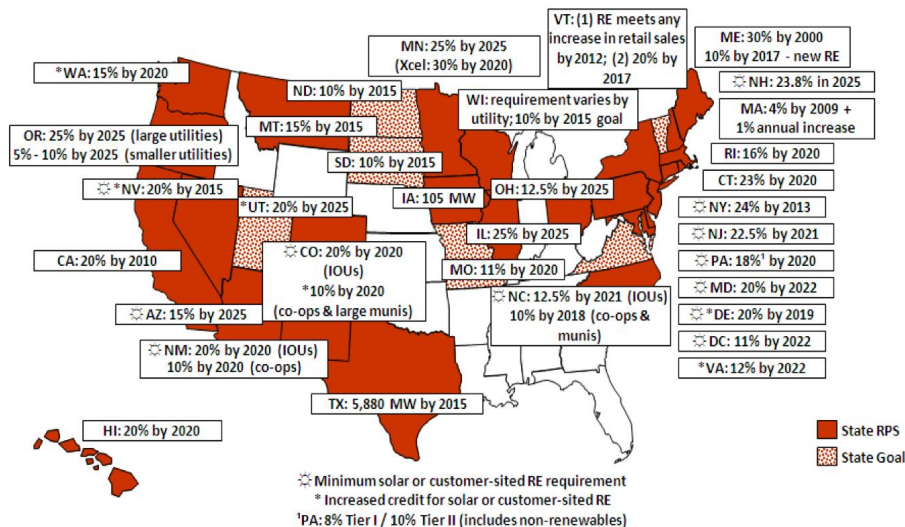 VT: (1) RE meets any
increase in retail sales
by 2012; (2) 20% by
2017
ME: 30% by 2000
10% by 2017 - new RE
MN: 25% by 2025
(Xcel: 30% by 2020)
*WA: 15% by 2020
☼ NH: 23.8% in 2025
ND: 10% by 2015
WI: requirement varies by
utility; 10% by 2015 goal
MA: 4% by 2009 +
1% annual increase
MT: 15% by 2015
OR: 25% by 2025 (large utilities)
5% - 10% by 2025 (smaller utilities)
RI: 16% by 2020
SD: 10% by 2015
CT: 23% by 2020
☼ *NV: 20% by 2015
OH: 12.5% by 2025
IA: 105 MW
*UT: 20% by 2025
☼ NY: 24% by 2013
IL: 25% by 2025
☼ NJ: 22.5% by 2021
☼ CO: 20% by 2020
(IOUs)
*10% by 2020
(co-ops & large munis)
CA: 20% by 2010
MO: 11% by 2020
☼ PA: 18%¹ by 2020
☼ MD: 20% by 2022
☼ NC: 12.5% by 2021 (IOUs)
10% by 2018 (co-ops &
munis)
☼ AZ: 15% by 2025
☼ *DE: 20% by 2019
☼ DC: 11% by 2022
☼ NM: 20% by 2020 (IOUs)
10% by 2020 (co-ops)
*VA: 12% by 2022
TX: 5,880 MW by 2015
HI: 20% by 2020
State RPS
State Goal
☼ Minimum solar or customer-sited RE requirement
* Increased credit for solar or customer-sited RE
¹PA: 8% Tier I / 10% Tier II (includes non-renewables)